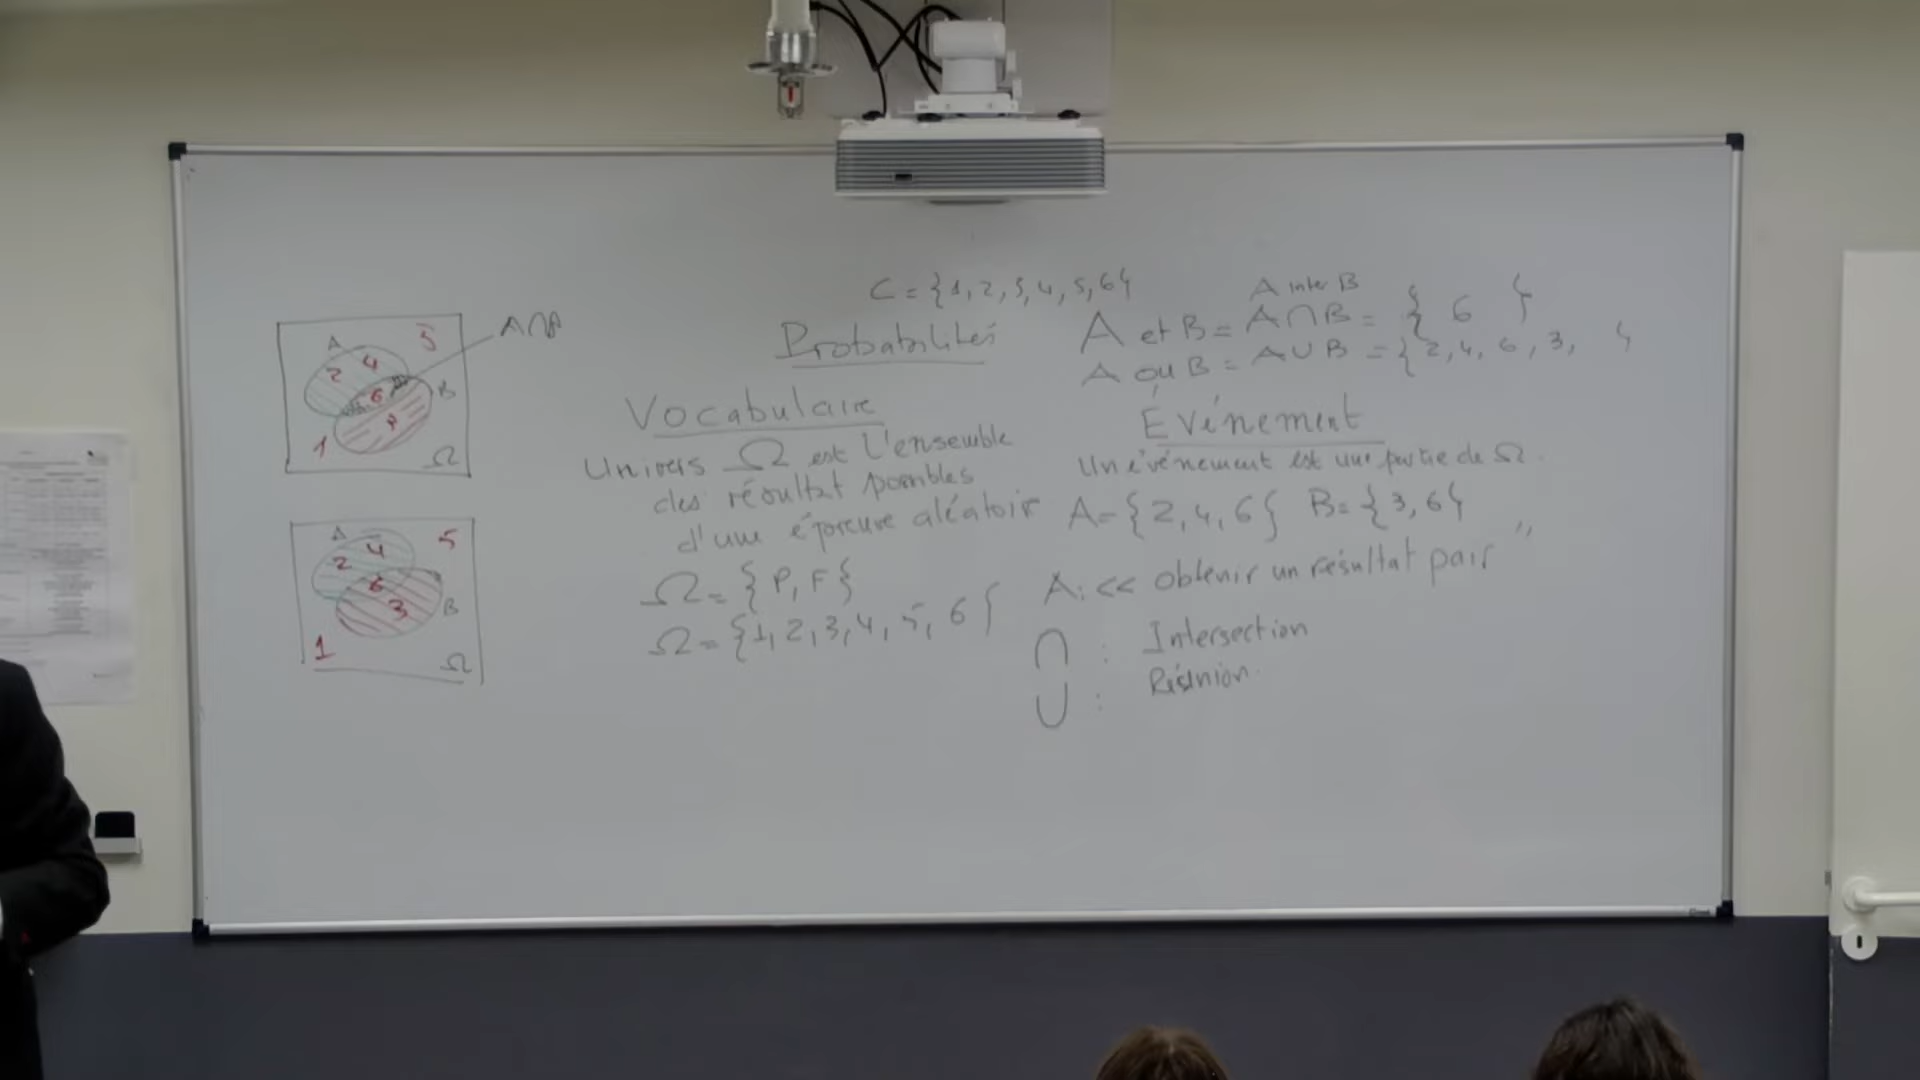 C = {1, 2, 3, 4, 5, 6}
Probabilités
A inter B
A et B = A ∩ B = { 6 }
A ou B = A ∪ B = { 2, 4, 6, 3, }
A 5
2 4
6 B
1 Ω
A ∩ B
A 5
2 4
6
3 B
1 Ω
Vocabulaire
Univers Ω est l'ensemble
des résultat possibles
d'une épreuve aléatoire
Ω = { P, F }
Ω = {1, 2, 3, 4, 5, 6 }
Événement
Un événement est une partie de Ω.
A = {2, 4, 6} B = {3, 6}
A : << obtenir un résultat pair "
∩ : Intersection
∪ : Réunion.